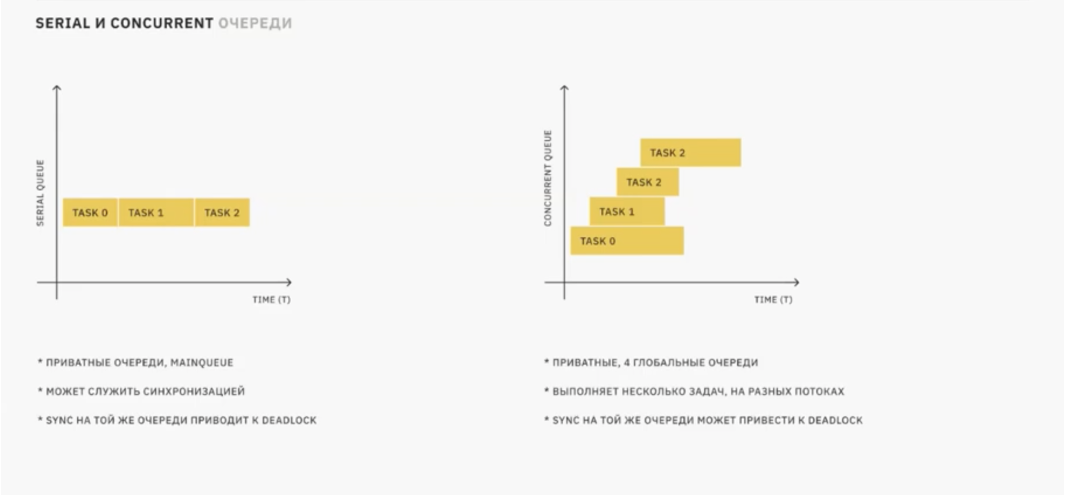 SERIAL И CONCURRENT ОЧЕРЕДИ
SERIAL QUEUE
TASK 0
TASK 1
TASK 2
TIME (T)
* ПРИВАТНЫЕ ОЧЕРЕДИ, MAINQUEUE
* МОЖЕТ СЛУЖИТЬ СИНХРОНИЗАЦИЕЙ
* SYNC НА ТОЙ ЖЕ ОЧЕРЕДИ ПРИВОДИТ К DEADLOCK
CONCURRENT QUEUE
TASK 2
TASK 2
TASK 1
TASK 0
TIME (T)
* ПРИВАТНЫЕ, 4 ГЛОБАЛЬНЫЕ ОЧЕРЕДИ
* ВЫПОЛНЯЕТ НЕСКОЛЬКО ЗАДАЧ, НА РАЗНЫХ ПОТОКАХ
* SYNC НА ТОЙ ЖЕ ОЧЕРЕДИ МОЖЕТ ПРИВЕСТИ К DEADLOCK